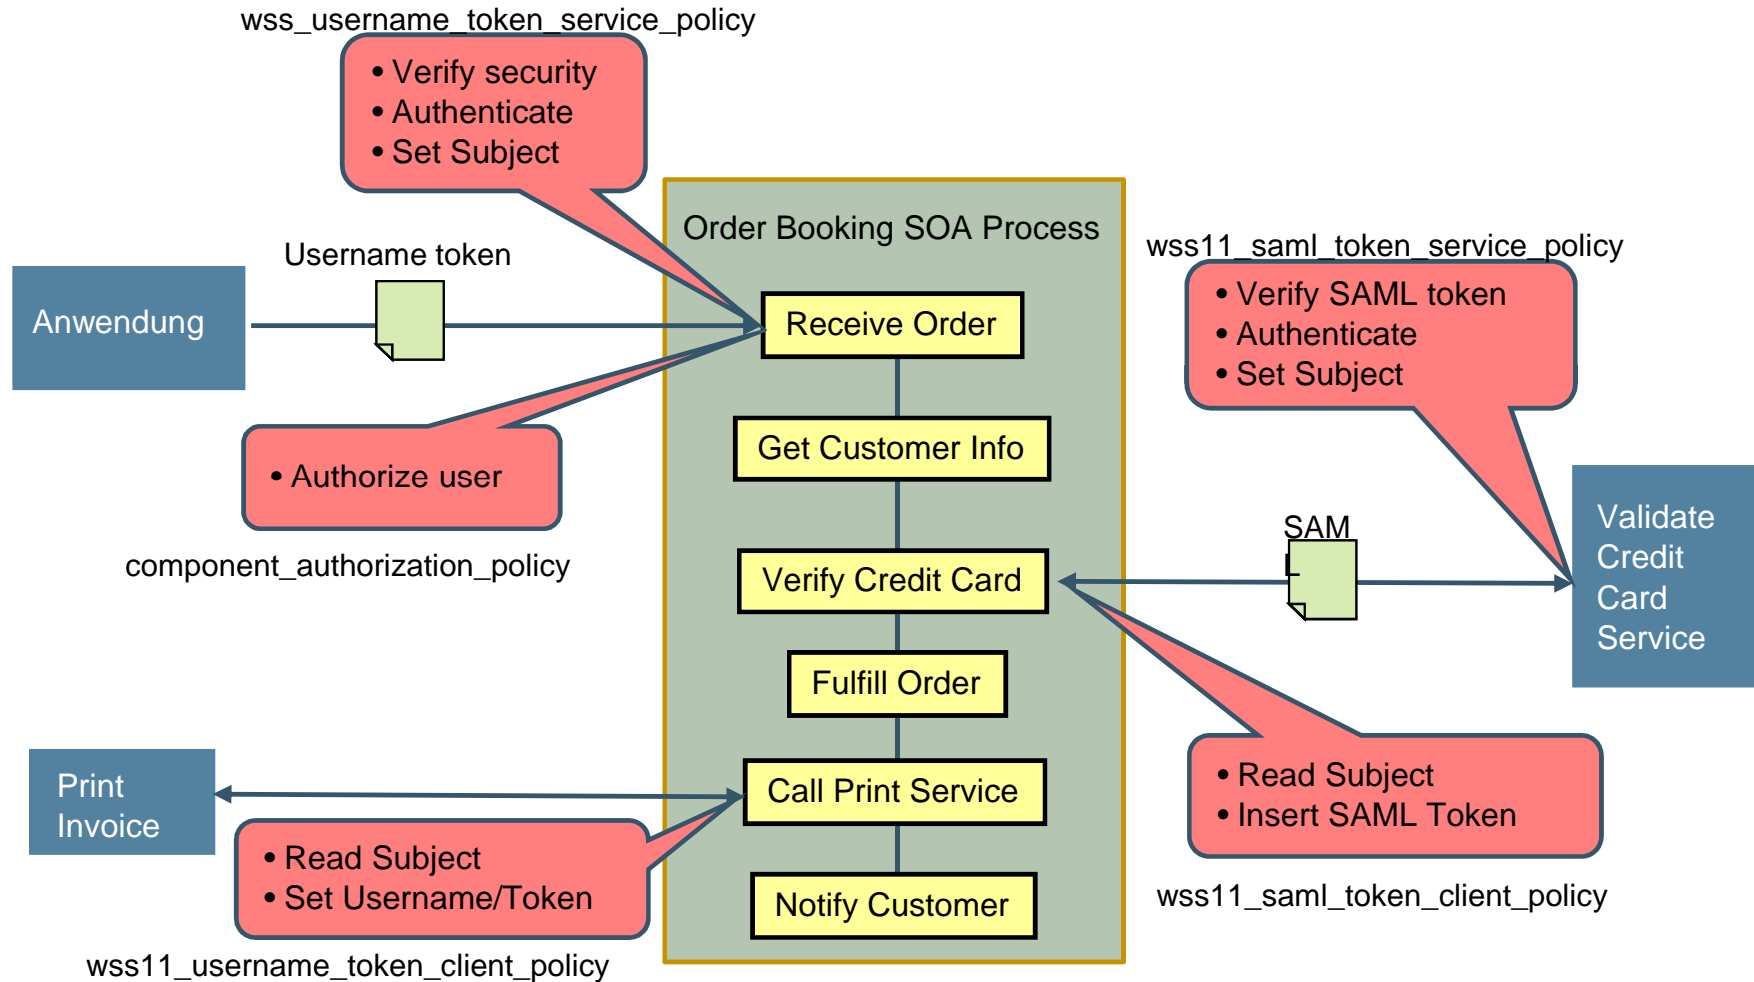 wss_username_token_service_policy
• Verify security
• Authenticate
• Set Subject
Order Booking SOA Process
Username token
Anwendung
Receive Order
wss11_saml_token_service_policy
• Verify SAML token
• Authenticate
• Set Subject
Get Customer Info
• Authorize user
component_authorization_policy
Verify Credit Card
SAM
L
Validate
Credit
Card
Service
Fulfill Order
Print
Invoice
Call Print Service
• Read Subject
• Insert SAML Token
wss11_saml_token_client_policy
• Read Subject
• Set Username/Token
wss11_username_token_client_policy
Notify Customer